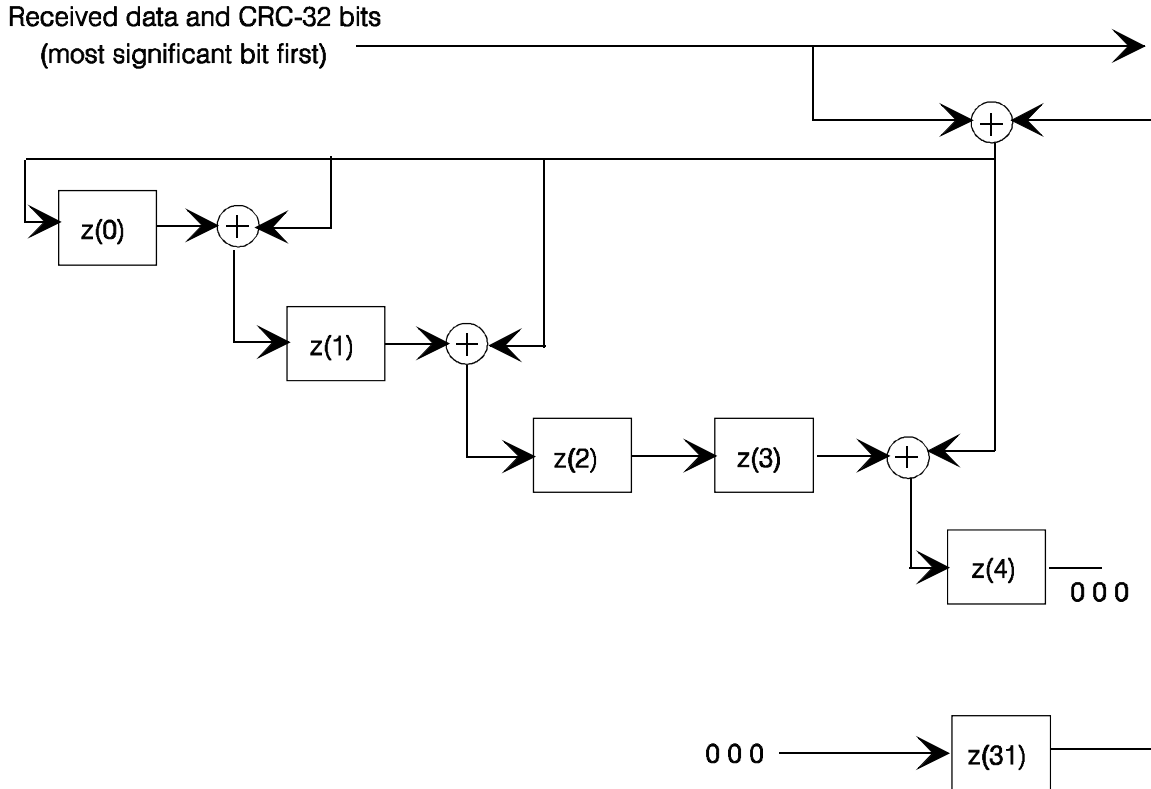 Received data and CRC-32 bits
(most significant bit first)
+
z(0)
+
z(1)
+
z(2)
z(3)
+
z(4)
0 0 0
0 0 0
z(31)